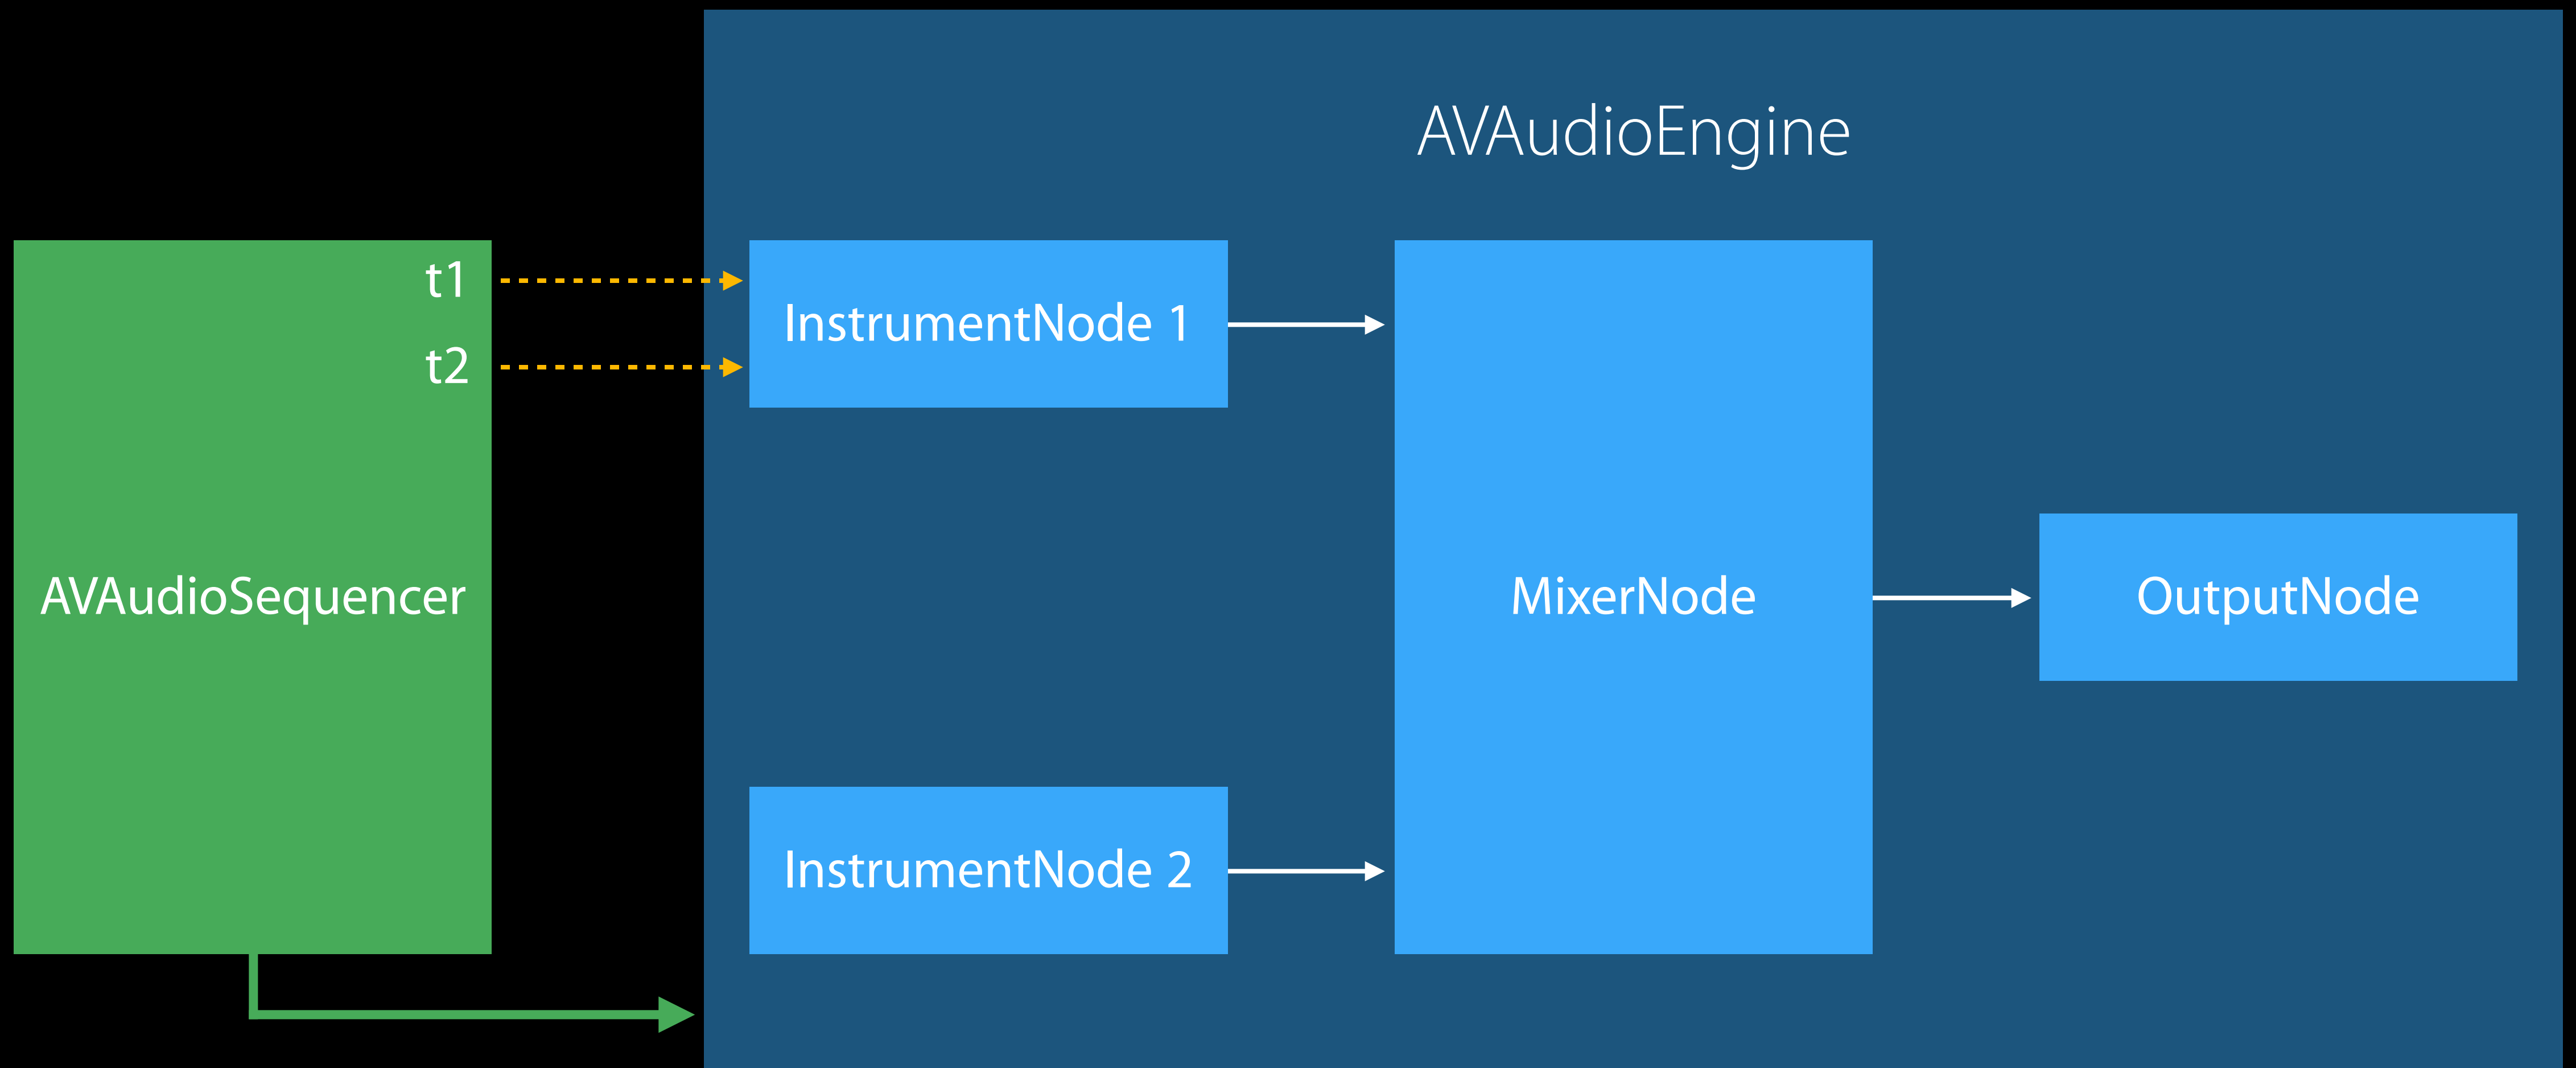 AVAudioEngine
t1
t2
AVAudioSequencer
InstrumentNode 1
InstrumentNode 2
MixerNode
OutputNode